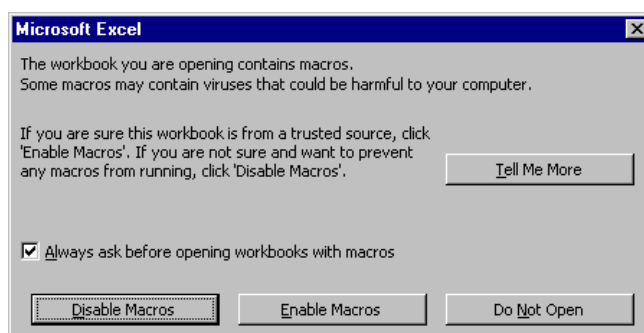 Microsoft Excel
The workbook you are opening contains macros.
Some macros may contain viruses that could be harmful to your computer.
If you are sure this workbook is from a trusted source, click
'Enable Macros'. If you are not sure and want to prevent
any macros from running, click 'Disable Macros'.
Tell Me More
Always ask before opening workbooks with macros
Disable Macros
Enable Macros
Do Not Open